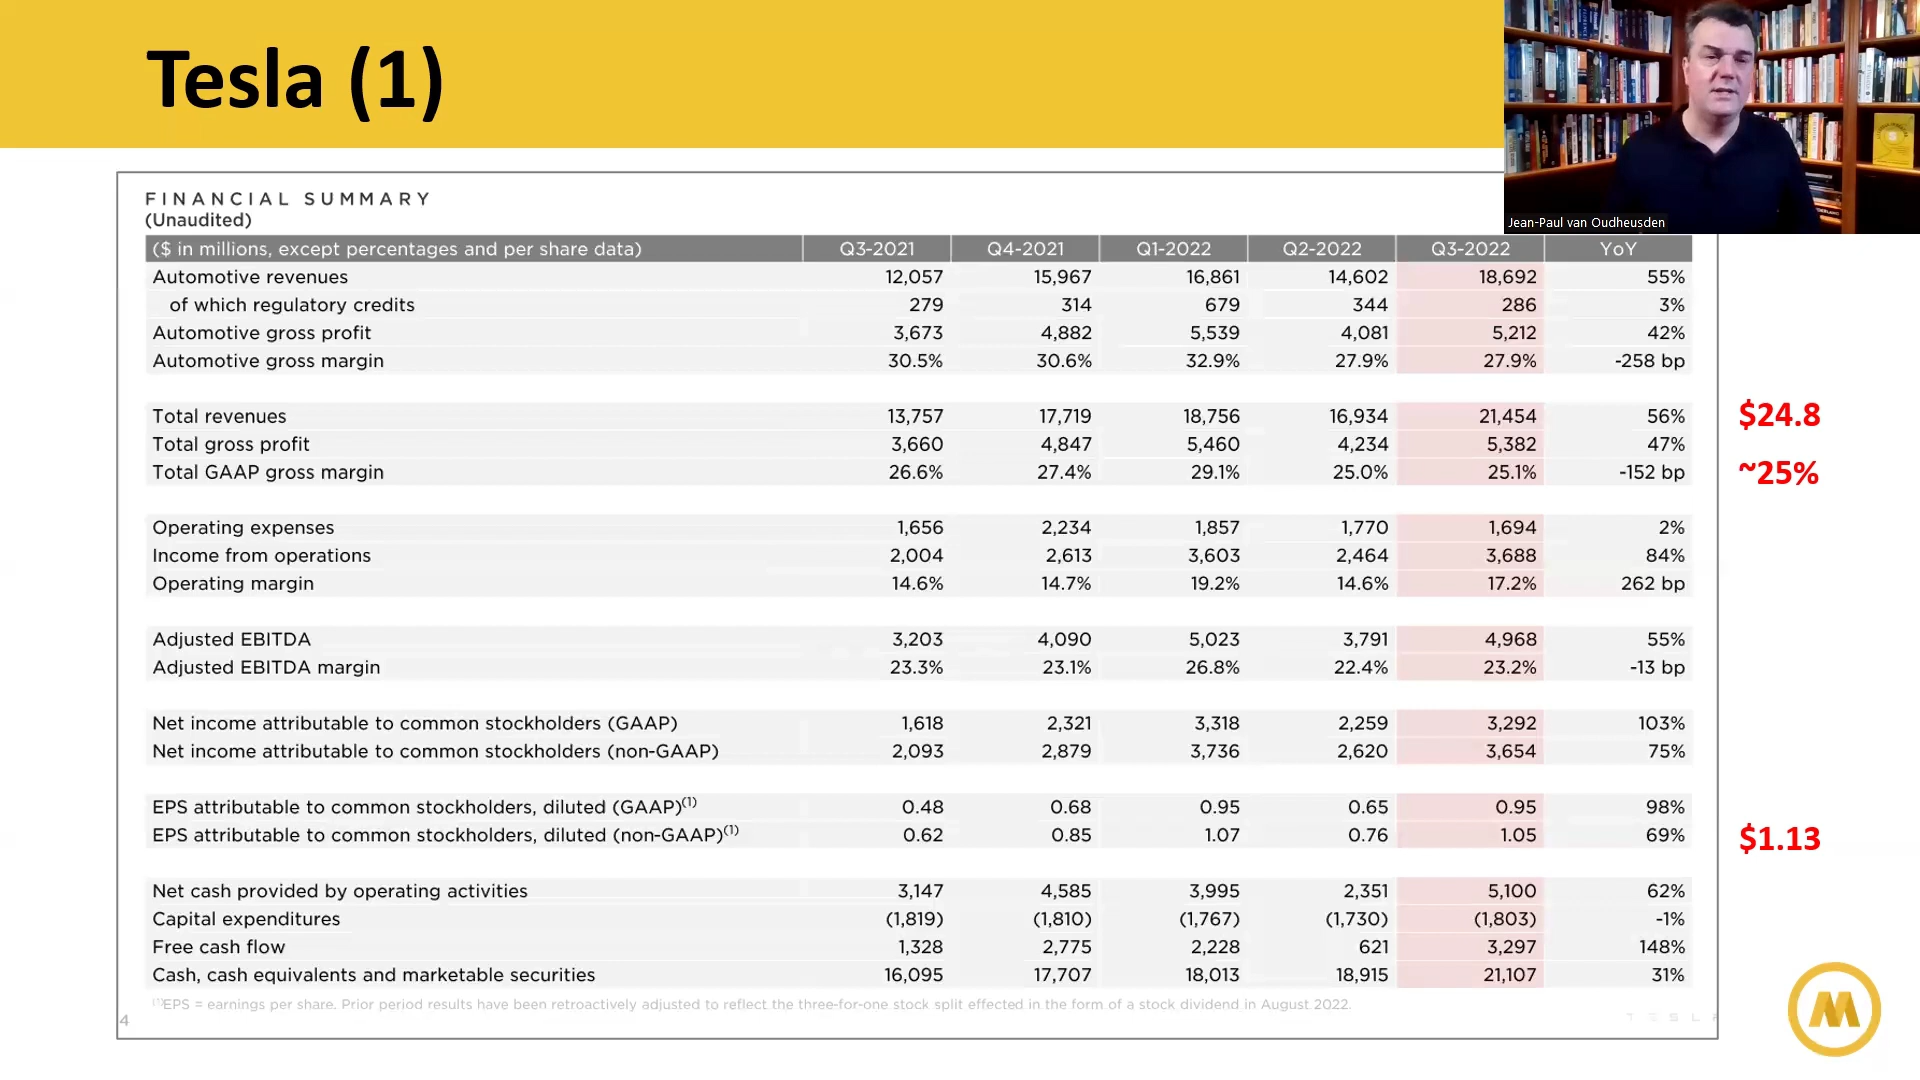 Tesla (1)
Jean-Paul van Oudheusden
FINANCIAL SUMMARY
(Unaudited)
($ in millions, except percentages and per share data) Q3-2021 Q4-2021 Q1-2022 Q2-2022 Q3-2022 YoY
Automotive revenues 12,057 15,967 16,861 14,602 18,692 55%
of which regulatory credits 279 314 679 344 286 3%
Automotive gross profit 3,673 4,882 5,539 4,081 5,212 42%
Automotive gross margin 30.5% 30.6% 32.9% 27.9% 27.9% -258 bp
Total revenues 13,757 17,719 18,756 16,934 21,454 56% $24.8
Total gross profit 3,660 4,847 5,460 4,234 5,382 47%
Total GAAP gross margin 26.6% 27.4% 29.1% 25.0% 25.1% -152 bp ~25%
Operating expenses 1,656 2,234 1,857 1,770 1,694 2%
Income from operations 2,004 2,613 3,603 2,464 3,688 84%
Operating margin 14.6% 14.7% 19.2% 14.6% 17.2% 262 bp
Adjusted EBITDA 3,203 4,090 5,023 3,791 4,968 55%
Adjusted EBITDA margin 23.3% 23.1% 26.8% 22.4% 23.2% -13 bp
Net income attributable to common stockholders (GAAP) 1,618 2,321 3,318 2,259 3,292 103%
Net income attributable to common stockholders (non-GAAP) 2,093 2,879 3,736 2,620 3,654 75%
EPS attributable to common stockholders, diluted (GAAP)(1) 0.48 0.68 0.95 0.65 0.95 98%
EPS attributable to common stockholders, diluted (non-GAAP)(1) 0.62 0.85 1.07 0.76 1.05 69% $1.13
Net cash provided by operating activities 3,147 4,585 3,995 2,351 5,100 62%
Capital expenditures (1,819) (1,810) (1,767) (1,730) (1,803) -1%
Free cash flow 1,328 2,775 2,228 621 3,297 148%
Cash, cash equivalents and marketable securities 16,095 17,707 18,013 18,915 21,107 31%
(1)EPS = earnings per share. Prior period results have been retroactively adjusted to reflect the three-for-one stock split effected in the form of a stock dividend in August 2022.
4
TESLA
M